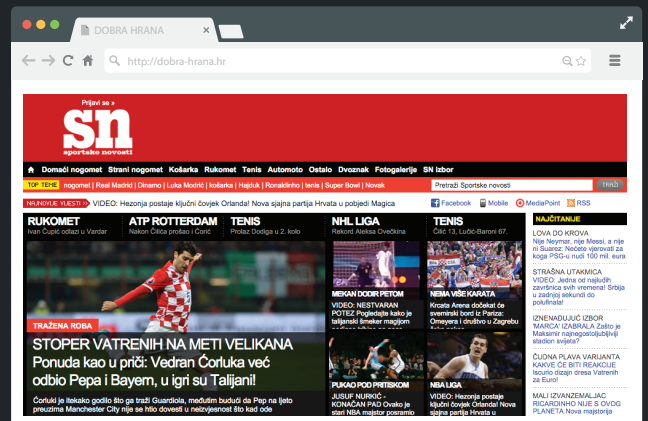 DOBRA HRANA
http://dobra-hrana.hr
Prijavi se »
sn
sportske novosti
Domaći nogomet Strani nogomet Košarka Rukomet Tenis Automoto Ostalo Dvoznak Fotogalerije SN Izbor
TOP TEME nogomet | Real Madrid | Dinamo | Luka Modrić | košarka | Hajduk | Ronaldinho | tenis | Super Bowl | Novak
Pretraži Sportske novosti TRAŽI
NAJNOVIJE VIJESTI >> VIDEO: Hezonja postaje ključni čovjek Orlanda! Nova sjajna partija Hrvata u pobjedi Magica
Facebook Mobile MediaPoint RSS
RUKOMET
Ivan Čupić odlazi u Vardar
ATP ROTTERDAM
Nakon Čilića prošao i Ćorić
TENIS
Prolaz Dodiga u 2. kolo
NHL LIGA
Rekord Aleksa Ovečkina
TENIS
Čilić 13, Lučić-Baroni 67.
TRAŽENA ROBA
STOPER VATRENIH NA METI VELIKANA
Ponuda kao u priči: Vedran Ćorluka već
odbio Pepa i Bayern, u igri su Talijani!
Ćorluki je itekako godilo što ga traži Guardiola, međutim budući da Pep na ljeto
preuzima Manchester City nije se htio dovesti u neizvjesnost što kad ode
MEKAN DODIR PETOM
VIDEO: NESTVARAN
POTEZ Pogledajte kako je
talijanski šmeker magijom
NEMA VIŠE KARATA
Krcata Arena dočekat će
svemirski bord iz Pariza:
Omeyera i društvo u Zagrebu
PUKAO POD PRITISKOM
JUSUF NURKIĆ -
KONAČAN PAD Ovako je
stari NBA majstor posramio
NBA LIGA
VIDEO: Hezonja postaje
ključni čovjek Orlanda! Nova
sjajna partija Hrvata u
NAJČITANIJE
LOVA DO KROVA
Nije Neymar, nije Messi, a nije
ni Suarez: Nećete vjerovati za
koga PSG-u nudi 100 mil. eura
STRAŠNA UTAKMICA
VIDEO: Jedna od najluđih
završnica svih vremena! Srbija
u zadnjoj sekundi do
polufinala!
IZNENAĐUJUĆ IZBOR
'MARCA' IZABRALA Zašto je
Maksimir najnegostoljubiviji
stadion svijeta?
ČUDNA PLAVA VARIJANTA
KAKVE ĆE BITI REAKCIJE
Iscurio dizajn dresa Vatrenih
za Euro!
MALI IZVANZEMALJAC
RICARDINHO NIJE S OVOG
PLANETA Nova majstorija